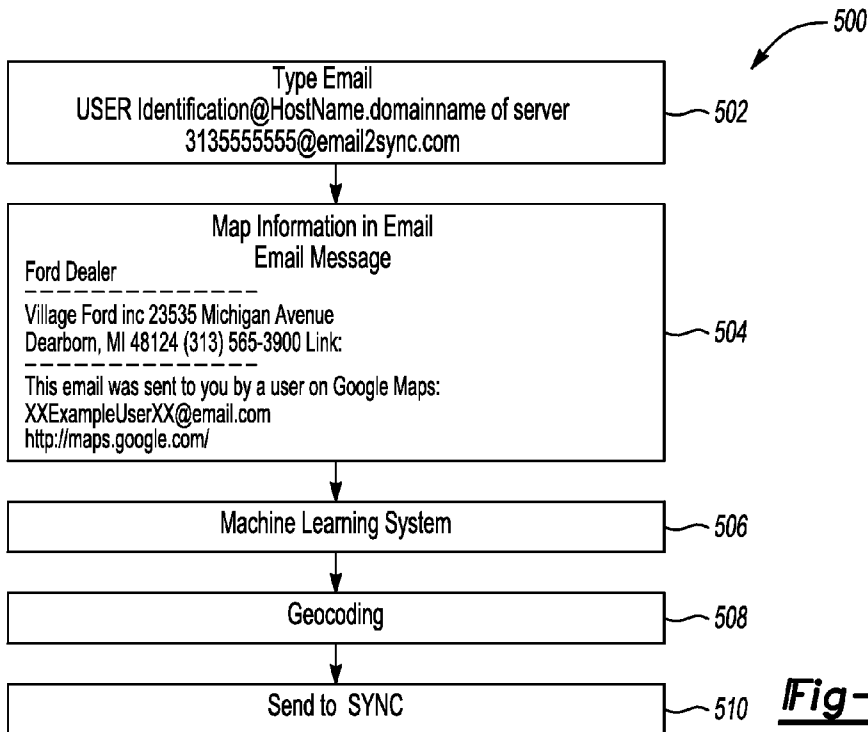 500
Type Email
USER Identification@HostName.domainname of server
3135555555@email2sync.com
502
Map Information in Email
Email Message
Ford Dealer
Village Ford inc 23535 Michigan Avenue
Dearborn, MI 48124 (313) 565-3900 Link:
This email was sent to you by a user on Google Maps:
XXExampleUserXX@email.com
http://maps.google.com/
504
Machine Learning System
506
Geocoding
508
Send to SYNC
510
Fig-